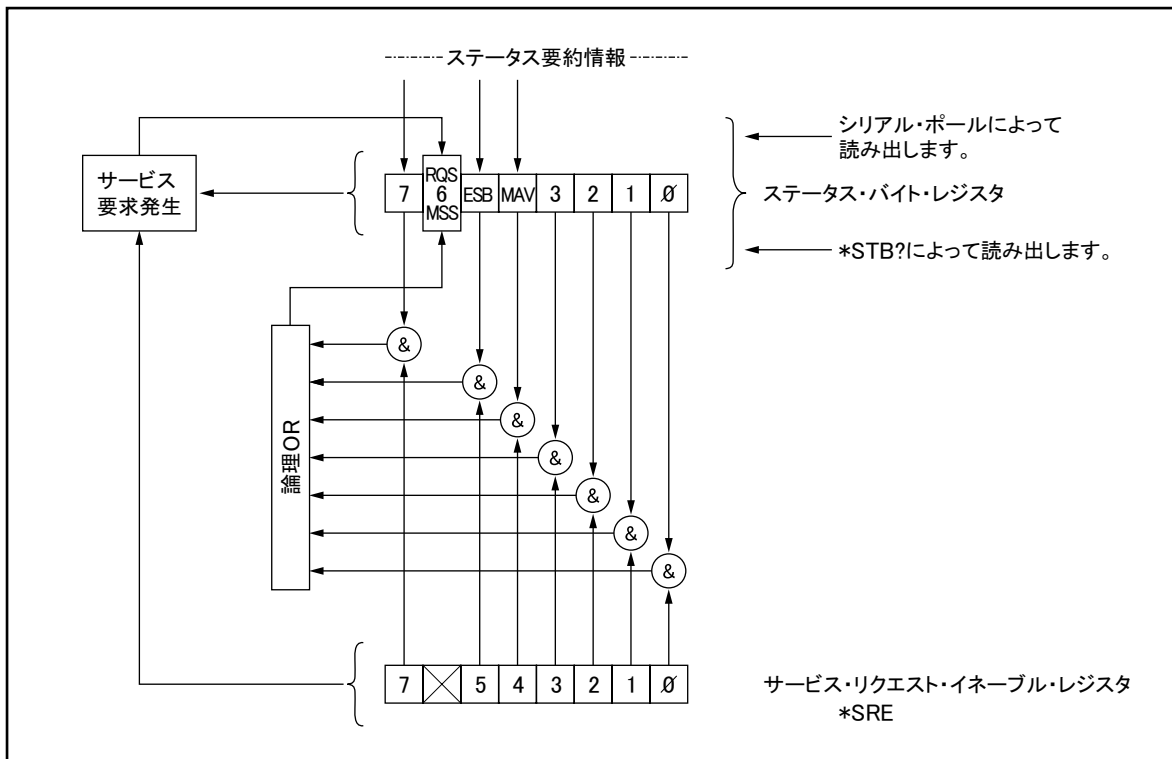 ステータス要約情報
シリアル・ポールによって
読み出します。
サービス
要求発生
7
RQS
6
MSS
ESB
MAV
3
2
1
0
ステータス・バイト・レジスタ
*STB?によって読み出します。
&
&
&
&
&
&
&
論理OR
7
5
4
3
2
1
0
サービス・リクエスト・イネーブル・レジスタ
*SRE